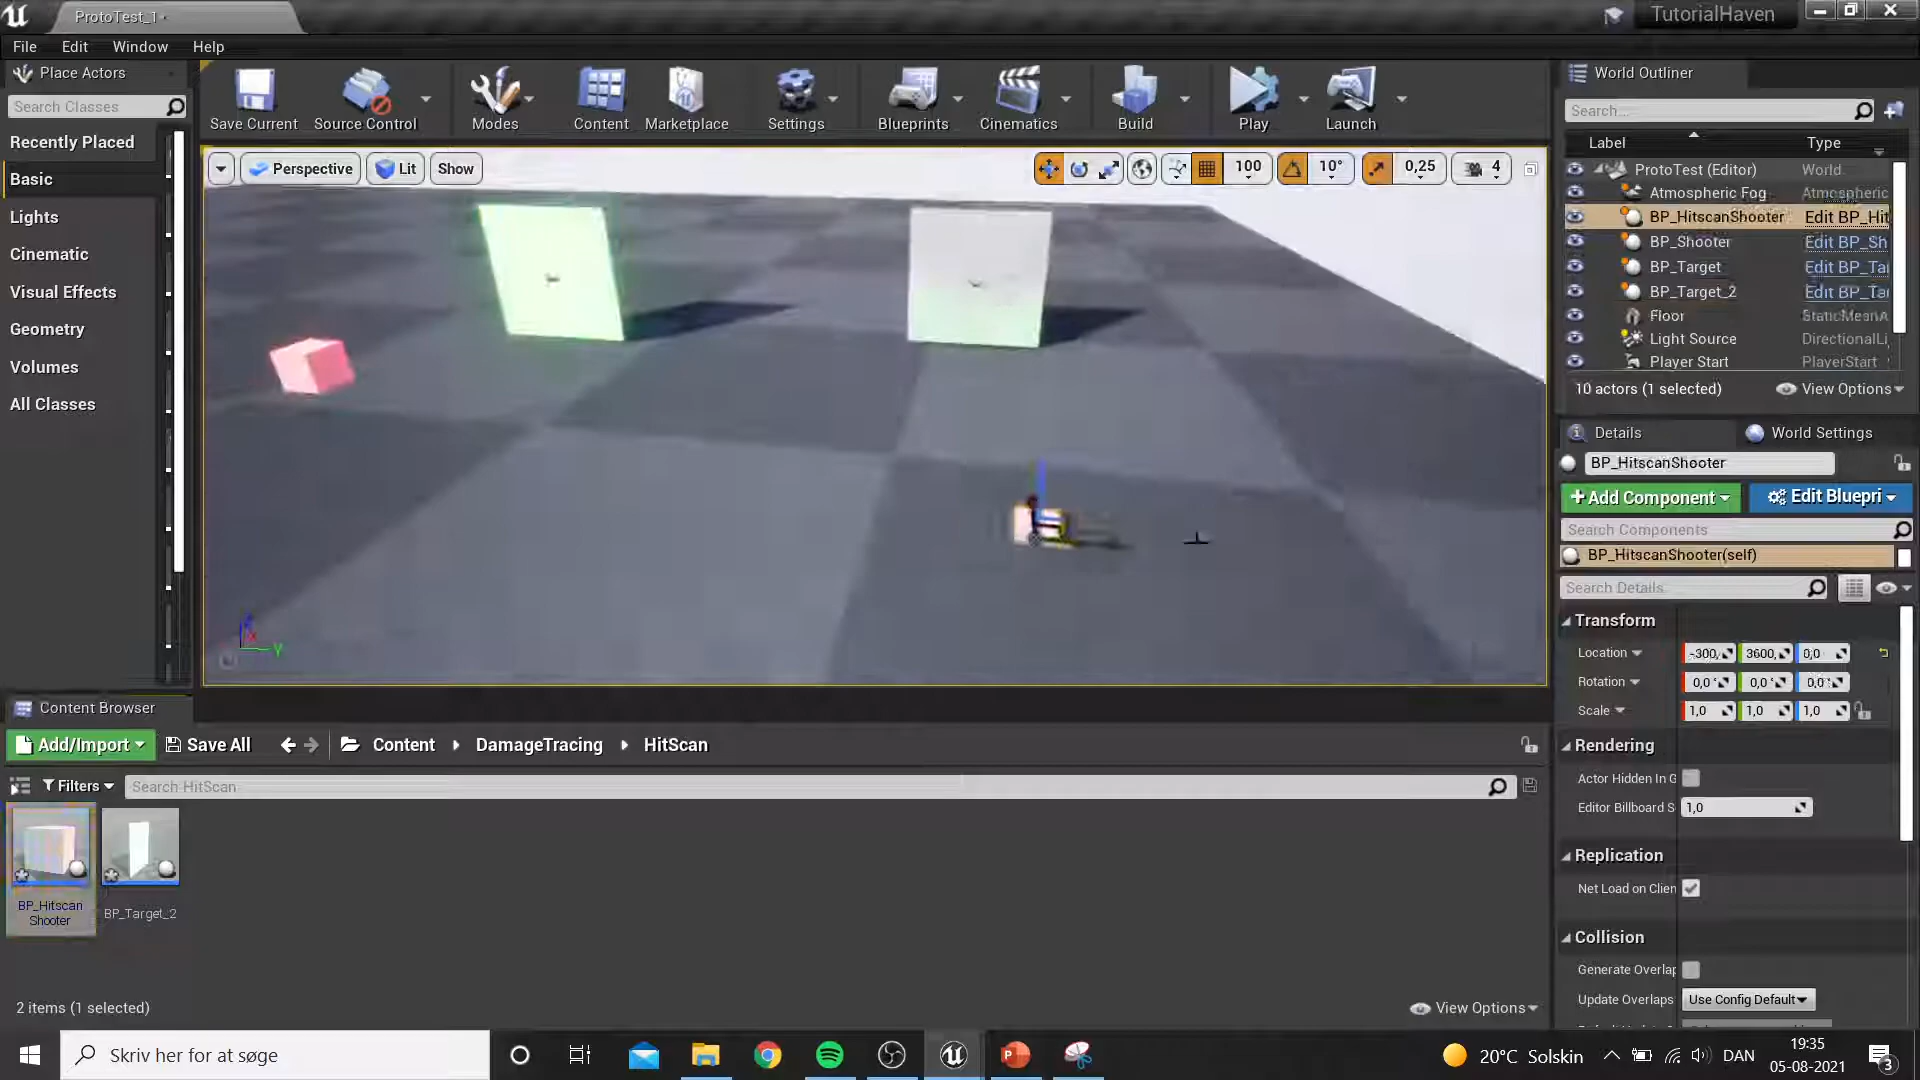 ProtoTest_1
TutorialHaven
File Edit Window Help
Place Actors
Search Classes
Recently Placed
Basic
Lights
Cinematic
Visual Effects
Geometry
Volumes
All Classes
Save Current
Source Control
Modes
Content
Marketplace
Settings
Blueprints
Cinematics
Build
Play
Launch
Perspective
Lit
Show
100
10°
0,25
4
Y
World Outliner
Search...
Label Type
ProtoTest (Editor) World
Atmospheric Fog Atmospheric
BP_HitscanShooter Edit BP_Hit
BP_Shooter Edit BP_Sh
BP_Target Edit BP_Tar
BP_Target_2 Edit BP_Tar
Floor StaticMeshA
Light Source DirectionalLi
Player Start PlayerStart
10 actors (1 selected) View Options
Details World Settings
BP_HitscanShooter
+Add Component Edit Bluepri
Search Components
BP_HitscanShooter(self)
Search Details
Transform
Location -300, 3600, 0,0
Rotation 0,0° 0,0° 0,0°
Scale 1,0 1,0 1,0
Rendering
Actor Hidden In G
Editor Billboard S 1,0
Replication
Net Load on Clien
Collision
Generate Overlap
Update Overlaps Use Config Default
Content Browser
Add/Import Save All Content DamageTracing HitScan
Filters Search HitScan
BP_Hitscan
Shooter
BP_Target_2
2 items (1 selected) View Options
Skriv her for at søge
20°C Solskin
DAN
19:35
05-08-2021
3